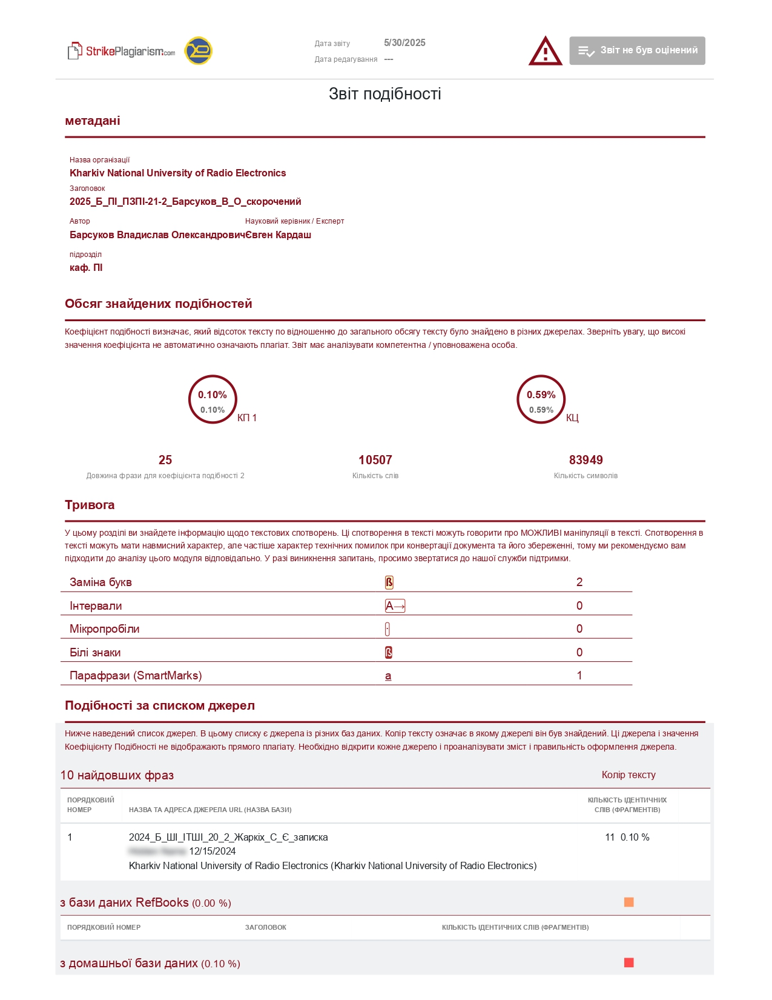 StrikePlagiarism.com
Дата звіту 5/30/2025
Дата редагування ---
Звіт не був оцінений
Звіт подібності
метадані
Назва організації
Kharkiv National University of Radio Electronics
Заголовок
2025_Б_ПІ_ПЗПІ-21-2_Барсуков_В_О_скорочений
Автор Науковий керівник / Експерт
Барсуков Владислав ОлександровичЄвген Кардаш
підрозділ
каф. ПІ
Обсяг знайдених подібностей
Коефіцієнт подібності визначає, який відсоток тексту по відношенню до загального обсягу тексту було знайдено в різних джерелах. Зверніть увагу, що високі
значення коефіцієнта не автоматично означають плагіат. Звіт має аналізувати компетентна / уповноважена особа.
0.10% 0.59%
0.10% 0.59%
КП 1 КЦ
25 10507 83949
Довжина фрази для коефіцієнта подібності 2 Кількість слів Кількість символів
Тривога
У цьому розділі ви знайдете інформацію щодо текстових спотворень. Ці спотворення в тексті можуть говорити про МОЖЛИВІ маніпуляції в тексті. Спотворення в
тексті можуть мати навмисний характер, але частіше характер технічних помилок при конвертації документа та його збереженні, тому ми рекомендуємо вам
підходити до аналізу цього модуля відповідально. У разі виникнення запитань, просимо звертатися до нашої служби підтримки.
Заміна букв ß 2
Інтервали A→ 0
Мікропробіли · 0
Білі знаки ß 0
Парафрази (SmartMarks) a 1
Подібності за списком джерел
Нижче наведений список джерел. В цьому списку є джерела із різних баз даних. Колір тексту означає в якому джерелі він був знайдений. Ці джерела і значення
Коефіцієнту Подібності не відображають прямого плагіату. Необхідно відкрити кожне джерело і проаналізувати зміст і правильність оформлення джерела.
10 найдовших фраз Колір тексту
ПОРЯДКОВИЙ КІЛЬКІСТЬ ІДЕНТИЧНИХ
НОМЕР НАЗВА ТА АДРЕСА ДЖЕРЕЛА URL (НАЗВА БАЗИ) СЛІВ (ФРАГМЕНТІВ)
1 2024_Б_ШІ_ІТШІ_20_2_Жаркіх_С_Є_записка 11 0.10 %
12/15/2024
Kharkiv National University of Radio Electronics (Kharkiv National University of Radio Electronics)
з бази даних RefBooks (0.00 %)
ПОРЯДКОВИЙ НОМЕР ЗАГОЛОВОК КІЛЬКІСТЬ ІДЕНТИЧНИХ СЛІВ (ФРАГМЕНТІВ)
з домашньої бази даних (0.10 %)